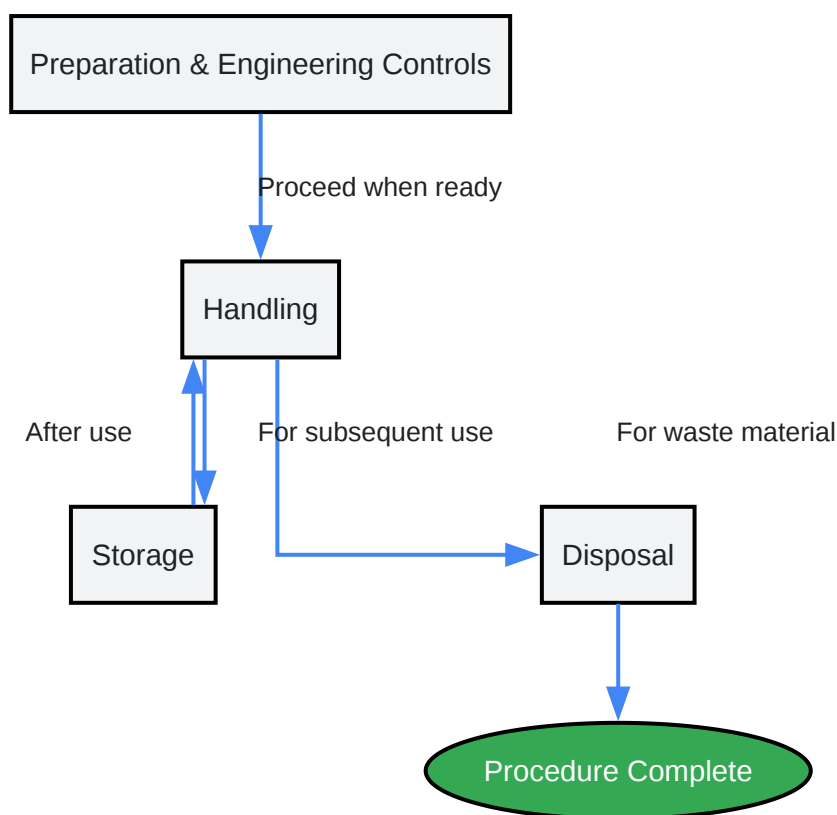 Preparation & Engineering Controls
Proceed when ready
Handling
After use
For subsequent use
For waste material
Storage
Disposal
Procedure Complete